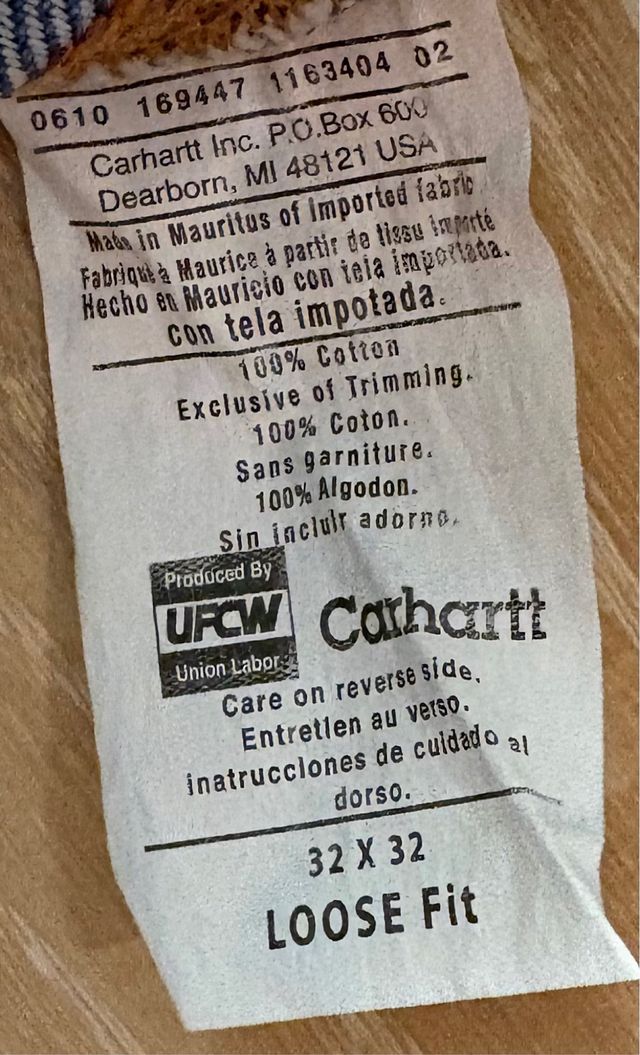 0610 169447 1163404 02
Carhartt Inc. P.O.Box 600
Dearborn, MI 48121 USA
Made in Mauritus of imported fabric
Fabriqué à Maurice à partir de tissu importé
Hecho en Mauricio con tela importada.
con tela impotada.
100% Cotton
Exclusive of Trimming.
100% Coton.
Sans garniture.
100% Algodon.
Sin incluir adorno.
Produced By
UFCW
Union Labor
Carhartt
Care on reverse side.
Entretien au verso.
inatrucciones de cuidado al
dorso.
32 X 32
LOOSE Fit